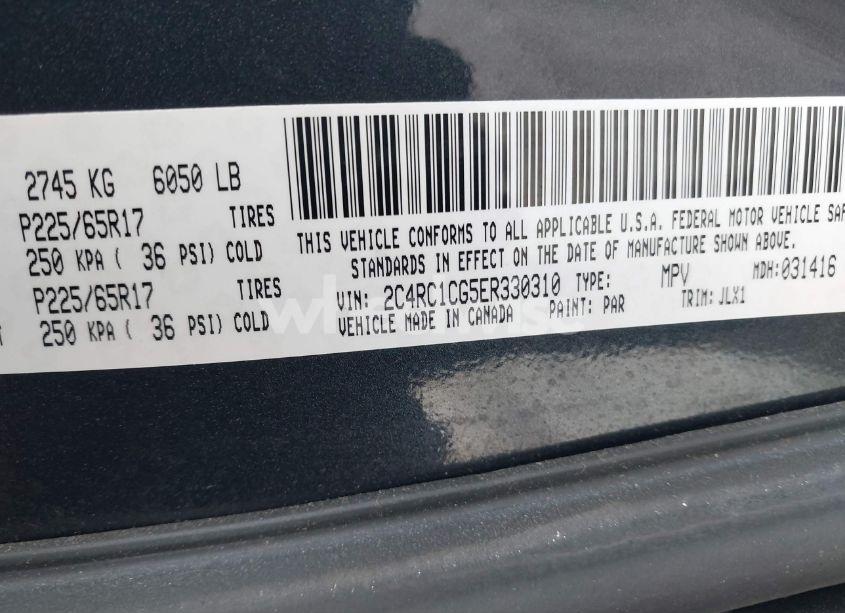 2745 KG 6050 LB
P225/65R17 TIRES
250 KPA ( 36 PSI) COLD
P225/65R17 TIRES
250 KPA ( 36 PSI) COLD
THIS VEHICLE CONFORMS TO ALL APPLICABLE U.S.A. FEDERAL MOTOR VEHICLE SAF
STANDARDS IN EFFECT ON THE DATE OF MANUFACTURE SHOWN ABOVE.
VIN: 2C4RC1CG5ER330310 TYPE: MPV MDH:031416
VEHICLE MADE IN CANADA PAINT: PAR TRIM: JLX1